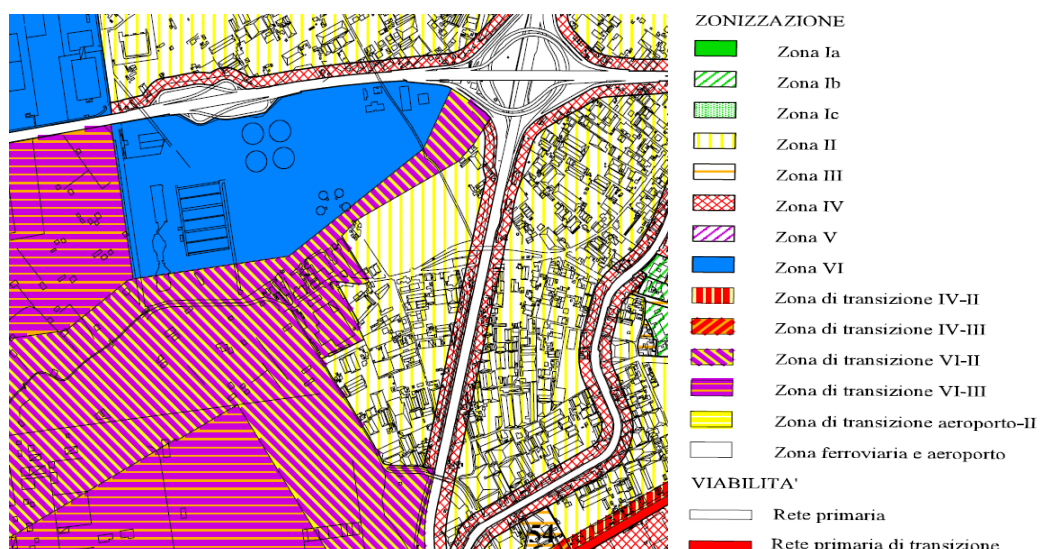 ZONIZZAZIONE
Zona Ia
Zona Ib
Zona Ic
Zona II
Zona III
Zona IV
Zona V
Zona VI
Zona di transizione IV-II
Zona di transizione IV-III
Zona di transizione VI-II
Zona di transizione VI-III
Zona di transizione aeroporto-II
Zona ferroviaria e aeroporto
VIABILITA'
Rete primaria
Rete primaria di transizione
54